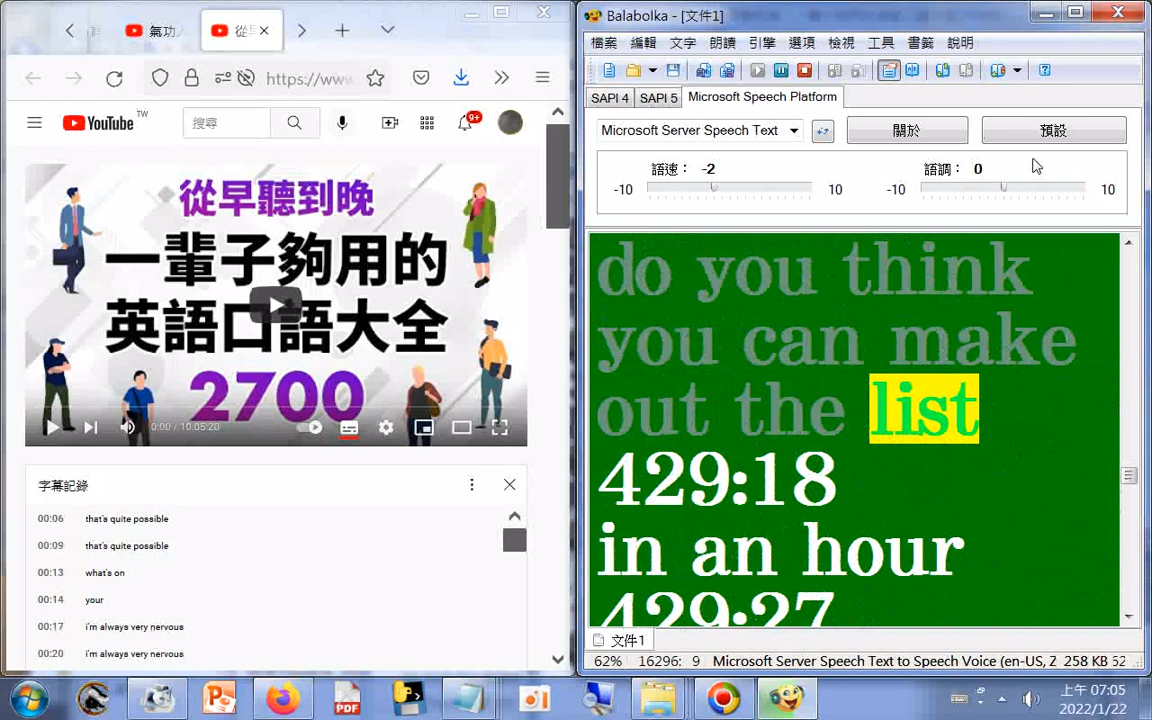 氣功
從
https://www.
YouTube TW
搜尋
9+
從早聽到晚
一輩子夠用的
英語口語大全
2700
0:00 / 10:05:20
字幕記錄
00:06 that's quite possible
00:09 that's quite possible
00:13 what's on
00:14 your
00:17 i'm always very nervous
00:20 i'm always very nervous
Balabolka - [文件1]
檔案 編輯 文字 朗讀 引擎 選項 檢視 工具 書籤 說明
SAPI 4 SAPI 5 Microsoft Speech Platform
Microsoft Server Speech Text 關於 預設
語速： -2 語調： 0
-10 10 -10 10
do you think
you can make
out the list
429:18
in an hour
429:27
文件1
62% 16296: 9 Microsoft Server Speech Text to Speech Voice (en-US, Z 258 KB 52
PDF
上午 07:05
2022/1/22